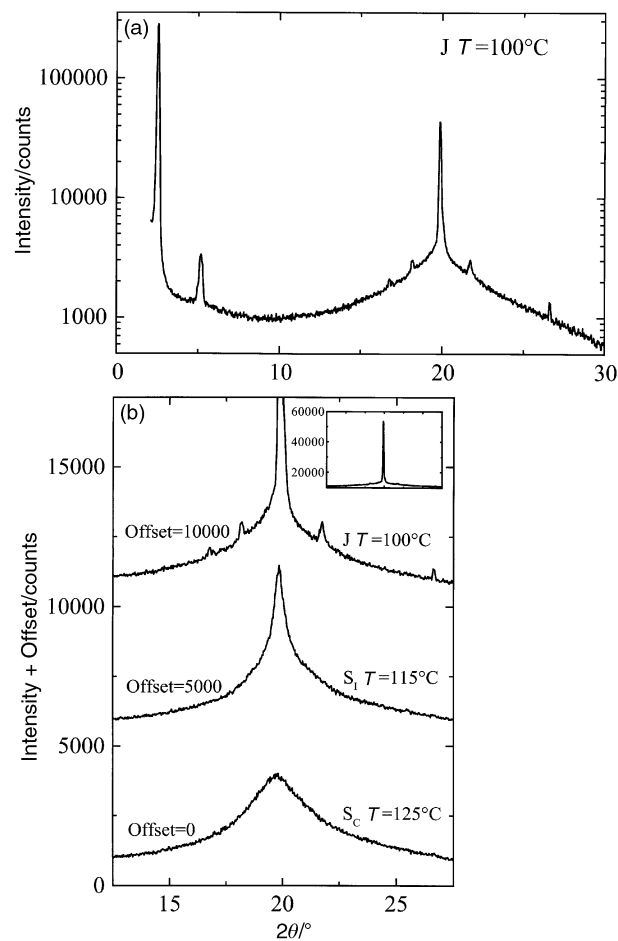 (a)
J T=100°C
100000
10000
1000
Intensity/counts
0 10 20 30
(b)
60000
40000
20000
15000
Offset=10000
J T=100°C
10000
Offset=5000
S_I T=115°C
5000
Offset=0
S_C T=125°C
0
Intensity + Offset/counts
15 20 25
2θ/°